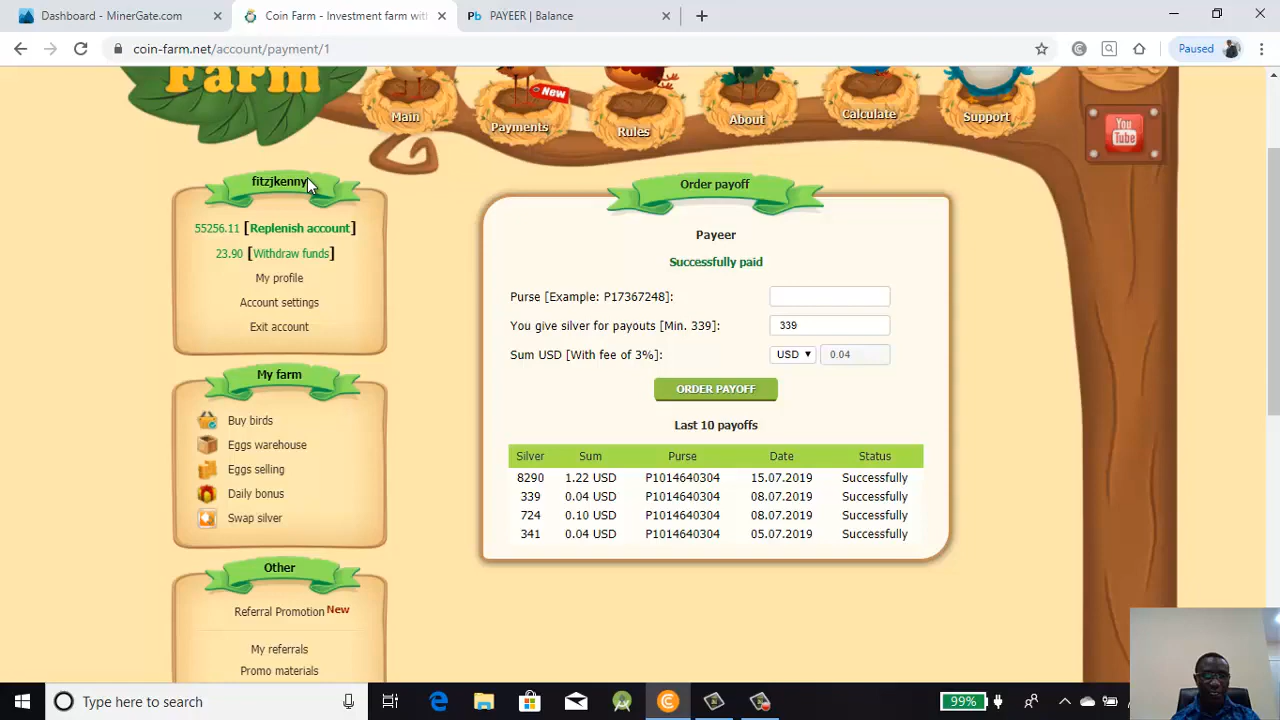 Dashboard - MinerGate.com
Coin Farm - Investment farm with
PAYEER | Balance
coin-farm.net/account/payment/1
Paused
Farm
Main
Payments
New
Rules
About
Calculate
Support
You
Tube
fitzjkenny
55256.11 [Replenish account]
23.90 [Withdraw funds]
My profile
Account settings
Exit account
My farm
Buy birds
Eggs warehouse
Eggs selling
Daily bonus
Swap silver
Other
Referral Promotion New
My referrals
Promo materials
Order payoff
Payeer
Successfully paid
Purse [Example: P17367248]:
You give silver for payouts [Min. 339]: 339
Sum USD [With fee of 3%]: USD 0.04
ORDER PAYOFF
Last 10 payoffs
Silver Sum Purse Date Status
8290 1.22 USD P1014640304 15.07.2019 Successfully
339 0.04 USD P1014640304 08.07.2019 Successfully
724 0.10 USD P1014640304 08.07.2019 Successfully
341 0.04 USD P1014640304 05.07.2019 Successfully
Type here to search
99%